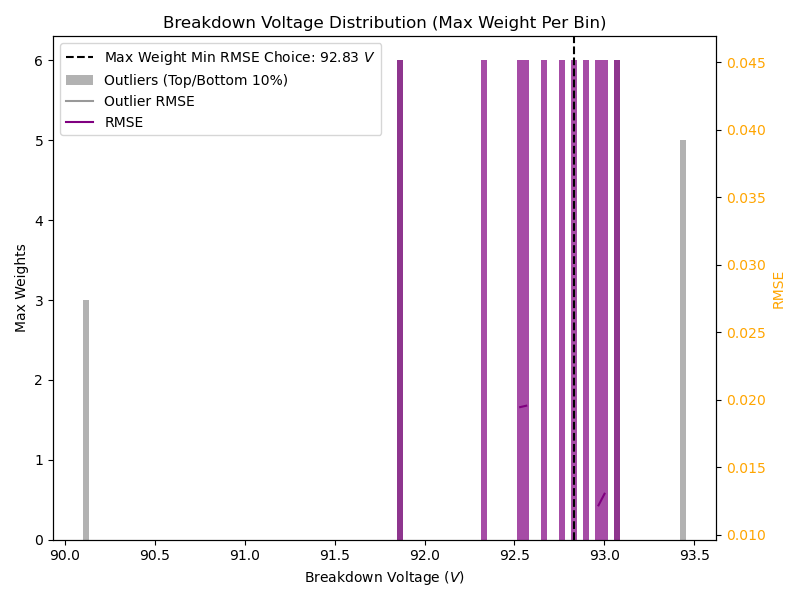 Breakdown Voltage Distribution (Max Weight Per Bin)
Max Weight Min RMSE Choice: 92.83 V
Outliers (Top/Bottom 10%)
Outlier RMSE
RMSE
Max Weights
6
5
4
3
2
1
0
0.045
0.040
0.035
0.030
0.025
0.020
0.015
0.010
RMSE
90.0 90.5 91.0 91.5 92.0 92.5 93.0 93.5
Breakdown Voltage (V)